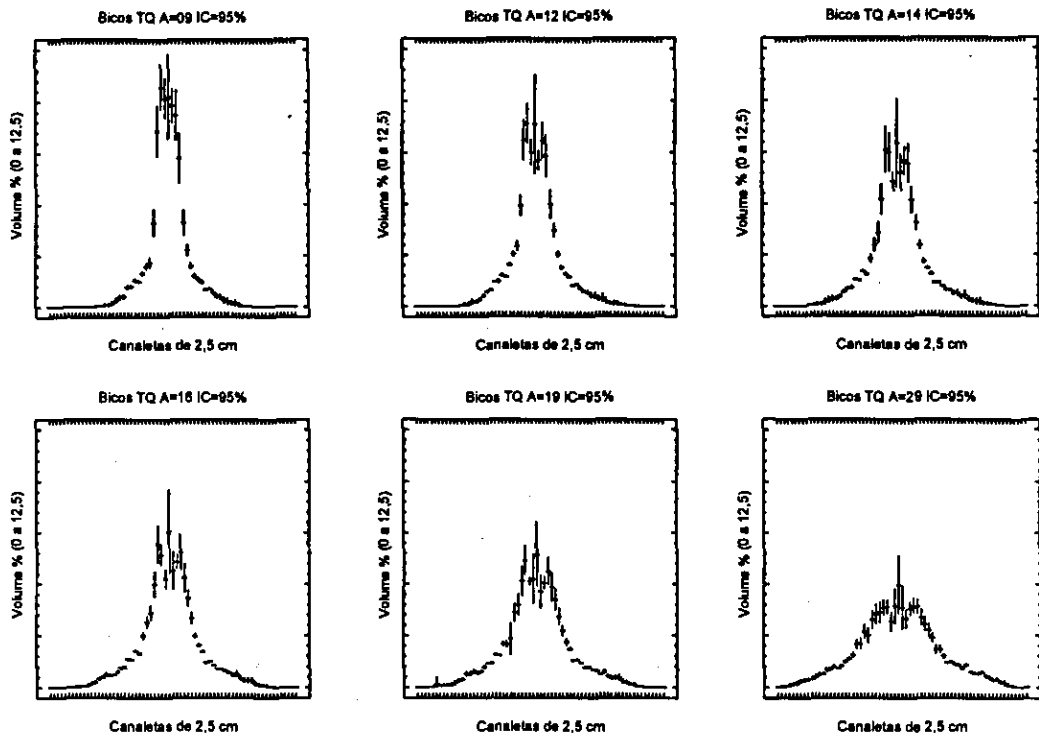 Bicos TQ A=09 IC=95%
Bicos TQ A=12 IC=95%
Bicos TQ A=14 IC=95%
Volume % (0 a 12,5)
Volume % (0 a 12,5)
Volume % (0 a 12,5)
Canaletas de 2,5 cm
Canaletas de 2,5 cm
Canaletas de 2,5 cm
Bicos TQ A=16 IC=95%
Bicos TQ A=19 IC=95%
Bicos TQ A=29 IC=95%
Volume % (0 a 12,5)
Volume % (0 a 12,5)
Volume % (0 a 12,5)
Canaletas de 2,5 cm
Canaletas de 2,5 cm
Canaletas de 2,5 cm